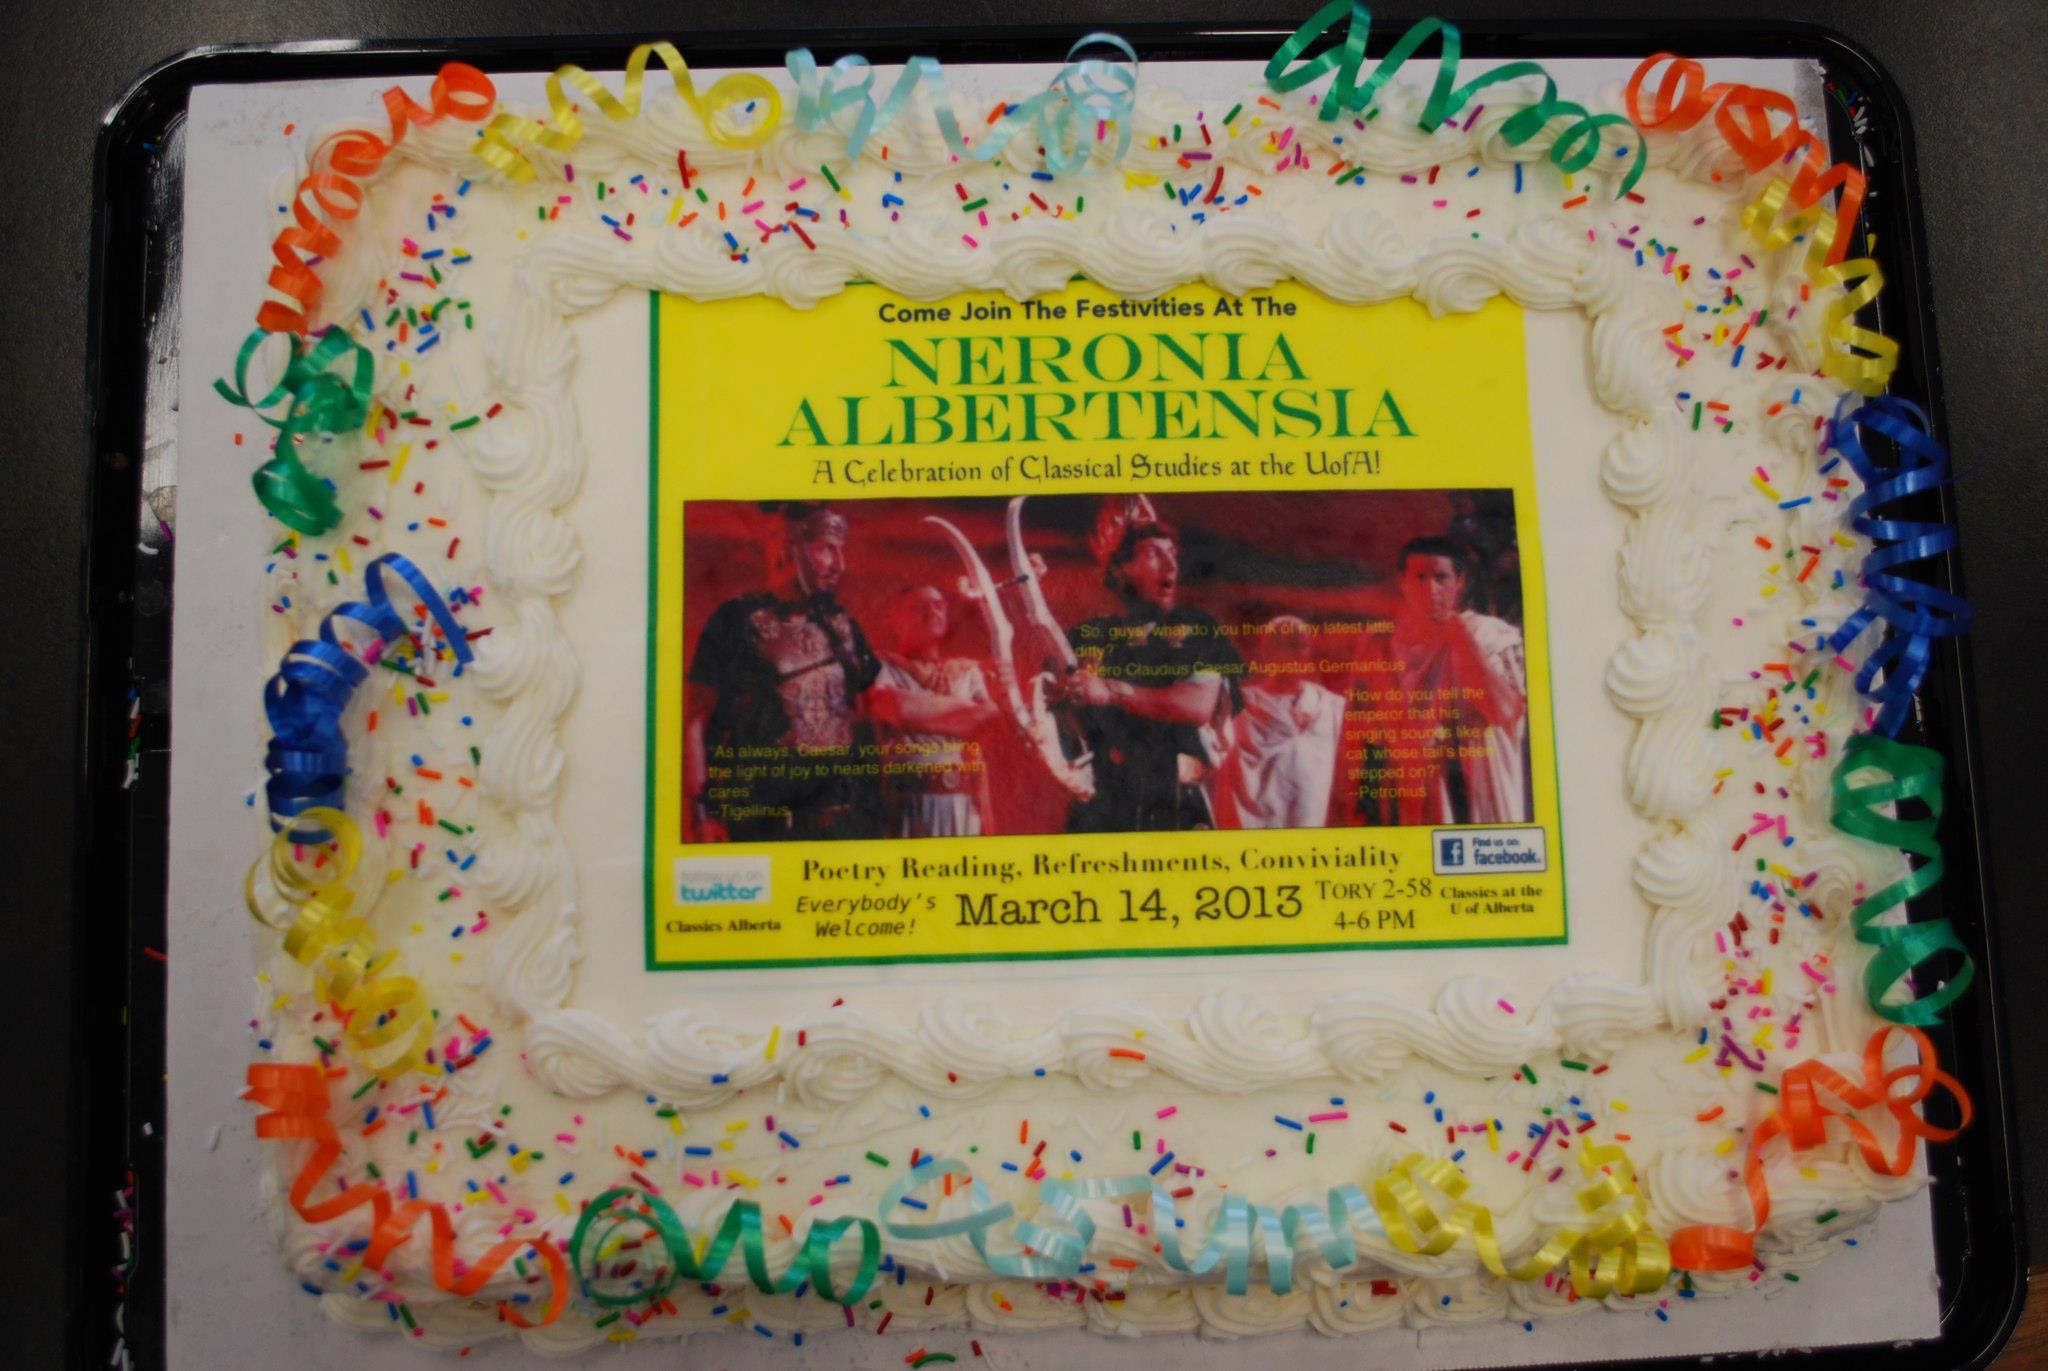 Come Join The Festivities At The
NERONIA
ALBERTENSIA
A Celebration of Classical Studies at the UofA!
"So, guys, what do you think of my latest little
ditty?"
--Nero Claudius Caesar Augustus Germanicus
"How do you tell the
emperor that his
singing sounds like a
cat whose tail's been
stepped on?"
--Petronius
"As always, Caesar, your songs bring
the light of joy to hearts darkened with
cares"
--Tigellinus
follow us on
twitter
Classics Alberta
Poetry Reading, Refreshments, Conviviality
Everybody's
Welcome!
March 14, 2013
TORY 2-58
4-6 PM
f Find us on:
facebook.
Classics at the
U of Alberta